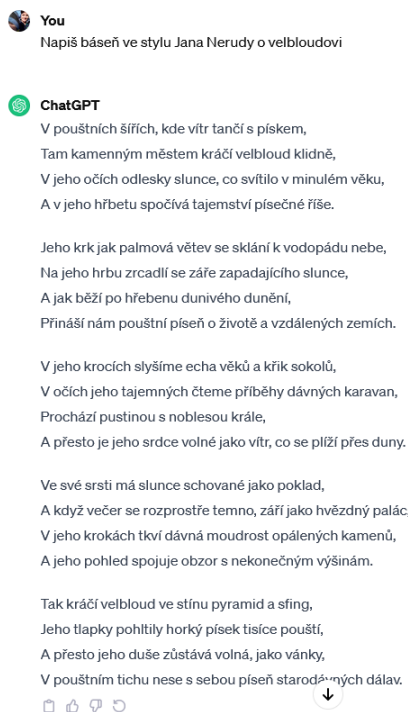 You
Napiš báseň ve stylu Jana Nerudy o velbloudovi
ChatGPT
V pouštních šířích, kde vítr tančí s pískem,
Tam kamenným městem kráčí velbloud klidně,
V jeho očích odlesky slunce, co svítilo v minulém věku,
A v jeho hřbetu spočívá tajemství písečné říše.
Jeho krk jak palmová větev se sklání k vodopádu nebe,
Na jeho hrbu zrcadlí se záře zapadajícího slunce,
A jak běží po hřebenu dunivého dunění,
Přináší nám pouštní píseň o životě a vzdálených zemích.
V jeho krocích slyšíme echa věků a křik sokolů,
V očích jeho tajemných čteme příběhy dávných karavan,
Prochází pustinou s noblesou krále,
A přesto je jeho srdce volné jako vítr, co se plíží přes duny.
Ve své srsti má slunce schované jako poklad,
A když večer se rozprostře temno, září jako hvězdný palác,
V jeho krokách tkví dávná moudrost opálených kamenů,
A jeho pohled spojuje obzor s nekonečným výšinám.
Tak kráčí velbloud ve stínu pyramid a sfing,
Jeho tlapky pohltily horký písek tisíce pouští,
A přesto jeho duše zůstává volná, jako vánky,
V pouštním tichu nese s sebou píseň starodávných dálav.